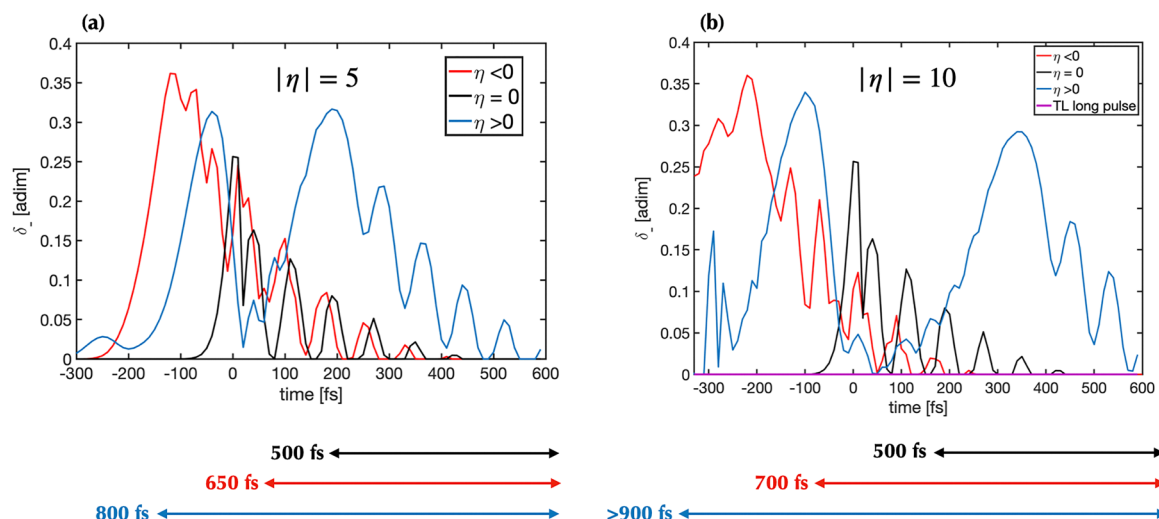 (a)
0.4
0.35
0.3
0.25
0.2
0.15
0.1
0.05
0
δ_ [adim]
|η| = 5
η <0
η = 0
η >0
-300 -200 -100 0 100 200 300 400 500 600
time [fs]
(b)
0.4
0.35
0.3
0.25
0.2
0.15
0.1
0.05
0
δ_ [adim]
|η| = 10
η <0
η = 0
η >0
TL long pulse
-300 -200 -100 0 100 200 300 400 500 600
time [fs]
500 fs
650 fs
800 fs
500 fs
700 fs
>900 fs